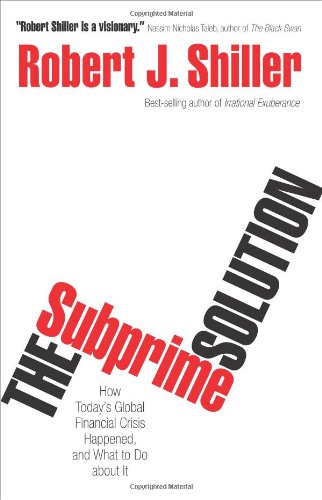 “Robert Shiller is a visionary.” Nassim Nicholas Taleb, author of The Black Swan
Robert J. Shiller
Best-selling author of Irrational Exuberance
THE
Subprime
SOLUTION
How
Today's Global
Financial Crisis
Happened,
and What to Do
about It